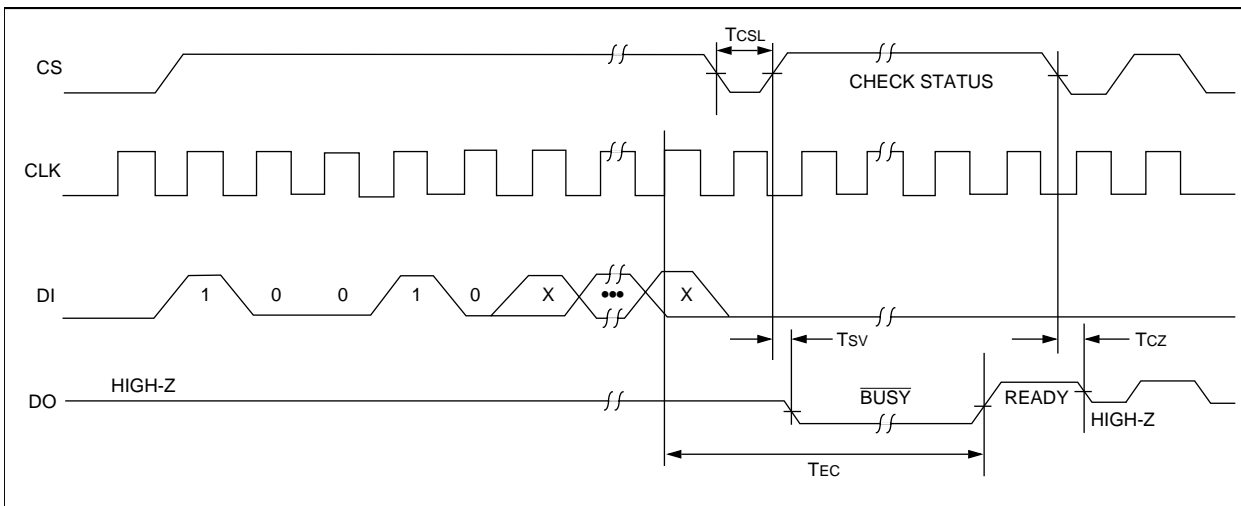 TCSL
CS
CHECK STATUS
CLK
DI
1 0 0 1 0 X ••• X
TSV
TCZ
HIGH-Z
DO
BUSY
READY
HIGH-Z
TEC